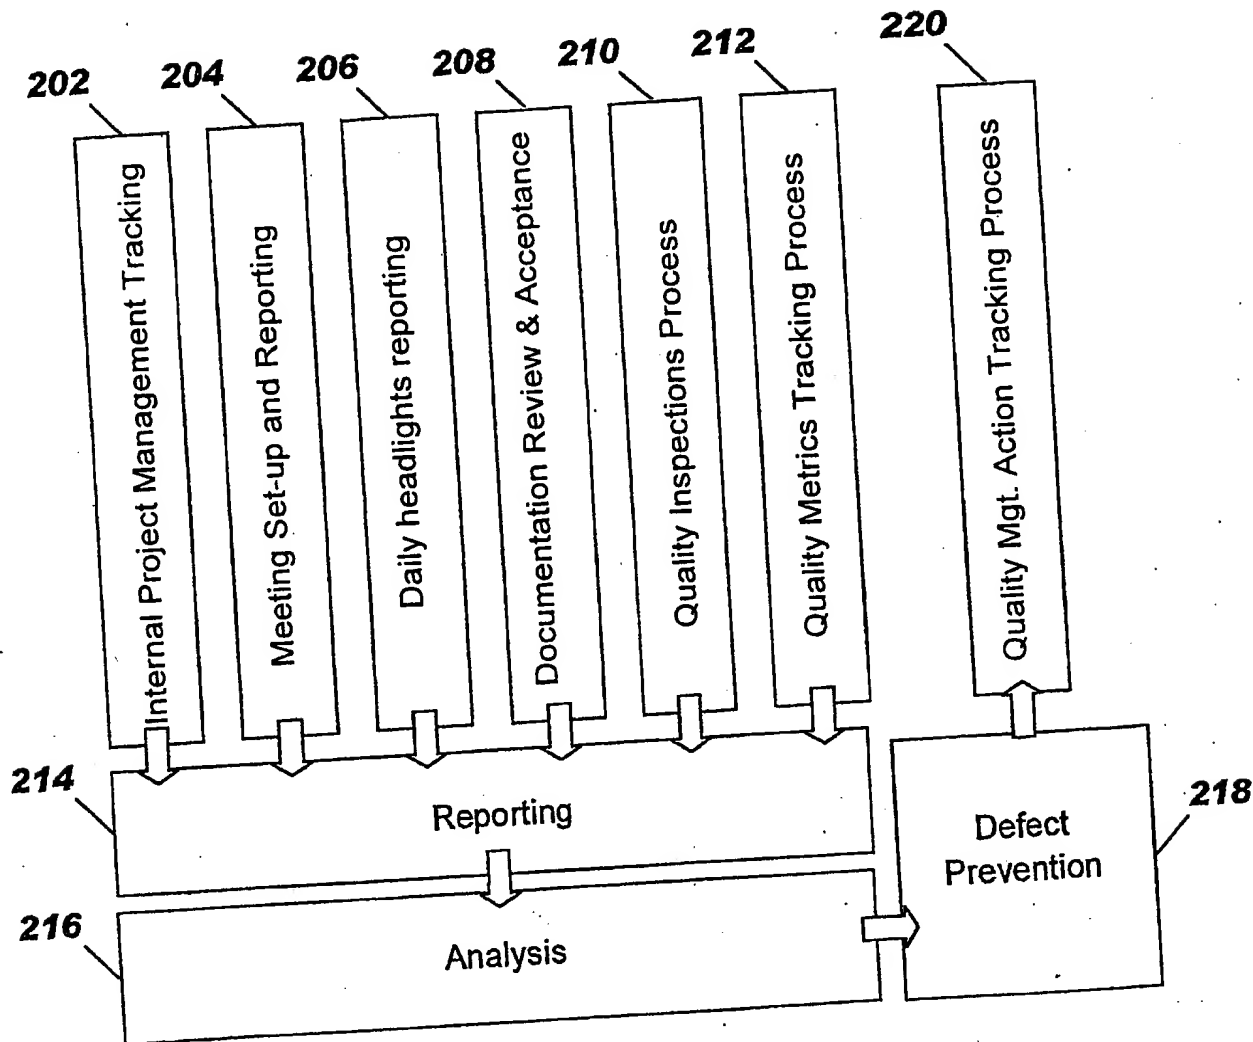 202
204
206
208
210
212
220
Internal Project Management Tracking
Meeting Set-up and Reporting
Daily headlights reporting
Documentation Review & Acceptance
Quality Inspections Process
Quality Metrics Tracking Process
Quality Mgt. Action Tracking Process
214
Reporting
Defect
Prevention
218
216
Analysis